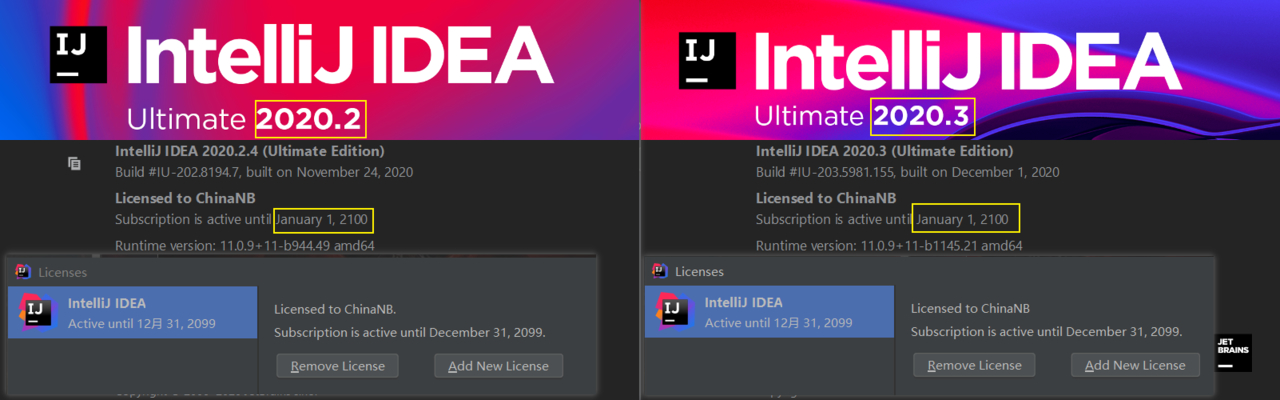 IJ
IntelliJ IDEA
Ultimate 2020.2
IntelliJ IDEA 2020.2.4 (Ultimate Edition)
Build #IU-202.8194.7, built on November 24, 2020
Licensed to ChinaNB
Subscription is active until January 1, 2100
Runtime version: 11.0.9+11-b944.49 amd64
Licenses
IJ
IntelliJ IDEA
Active until 12月 31, 2099
Licensed to ChinaNB.
Subscription is active until December 31, 2099.
Remove License
Add New License
IJ
IntelliJ IDEA
Ultimate 2020.3
IntelliJ IDEA 2020.3 (Ultimate Edition)
Build #IU-203.5981.155, built on December 1, 2020
Licensed to ChinaNB
Subscription is active until January 1, 2100
Runtime version: 11.0.9+11-b1145.21 amd64
Licenses
IJ
IntelliJ IDEA
Active until 12月 31, 2099
Licensed to ChinaNB
Subscription is active until December 31, 2099.
Remove License
Add New License
JET
BRAINS